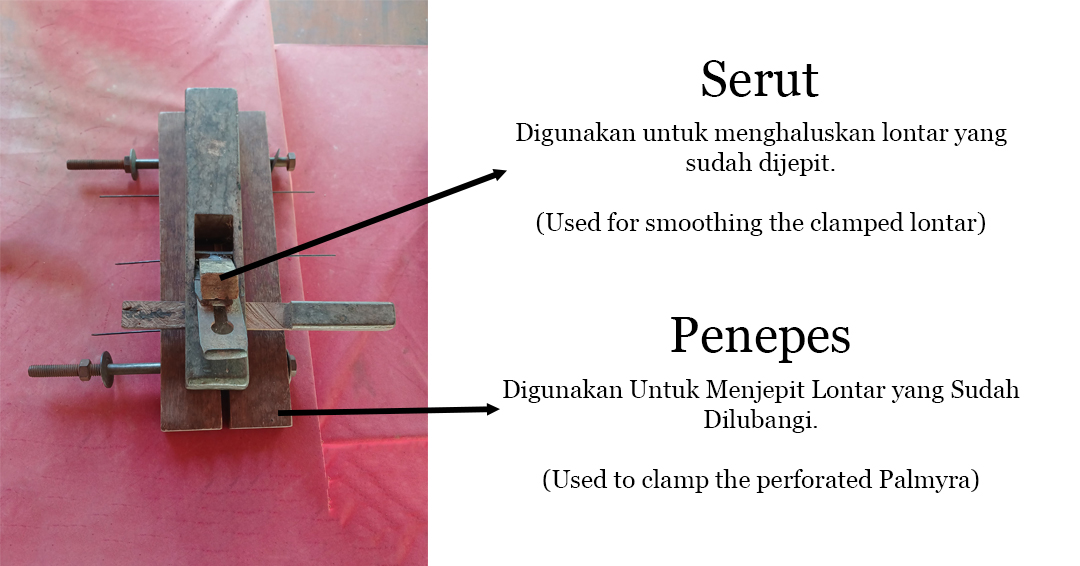 Serut
Digunakan untuk menghaluskan lontar yang
sudah dijepit.
(Used for smoothing the clamped lontar)
Penepes
Digunakan Untuk Menjepit Lontar yang Sudah
Dilubangi.
(Used to clamp the perforated Palmyra)